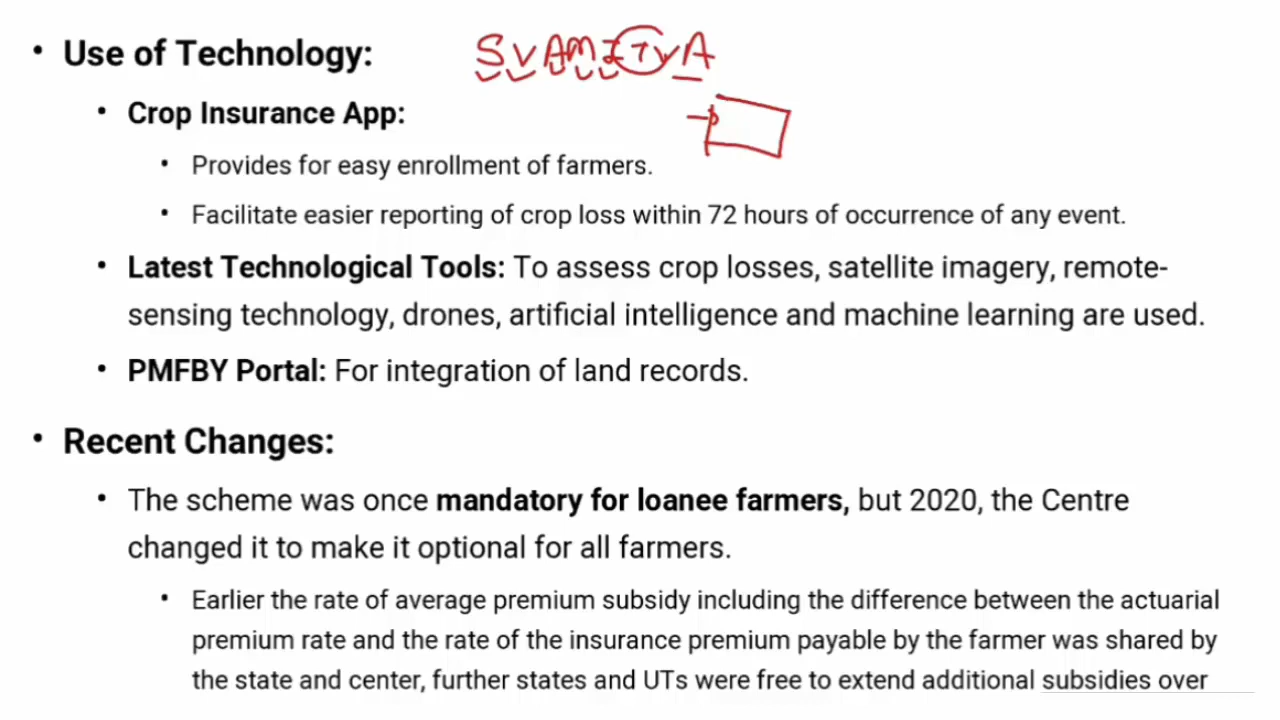 • Use of Technology: SVAMITVA
• Crop Insurance App:
• Provides for easy enrollment of farmers.
• Facilitate easier reporting of crop loss within 72 hours of occurrence of any event.
• Latest Technological Tools: To assess crop losses, satellite imagery, remote-
sensing technology, drones, artificial intelligence and machine learning are used.
• PMFBY Portal: For integration of land records.
• Recent Changes:
• The scheme was once mandatory for loanee farmers, but 2020, the Centre
changed it to make it optional for all farmers.
• Earlier the rate of average premium subsidy including the difference between the actuarial
premium rate and the rate of the insurance premium payable by the farmer was shared by
the state and center, further states and UTs were free to extend additional subsidies over